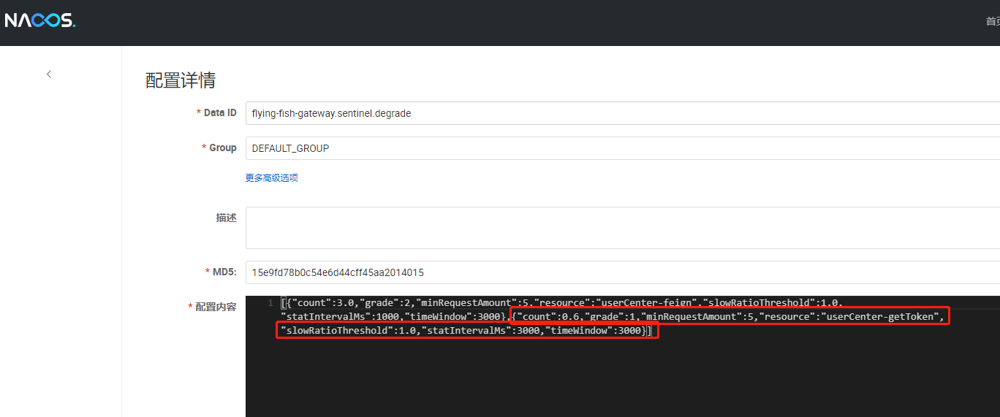 NACOS.
首页
配置详情
* Data ID
flying-fish-gateway.sentinel.degrade
* Group
DEFAULT_GROUP
更多高级选项
描述
* MD5:
15e9fd78b0c54e6d44cff45aa2014015
* 配置内容
1 [{"count":3.0,"grade":2,"minRequestAmount":5,"resource":"userCenter-feign","slowRatioThreshold":1.0,
"statIntervalMs":1000,"timeWindow":3000},{"count":0.6,"grade":1,"minRequestAmount":5,"resource":"userCenter-getToken",
"slowRatioThreshold":1.0,"statIntervalMs":3000,"timeWindow":3000}]